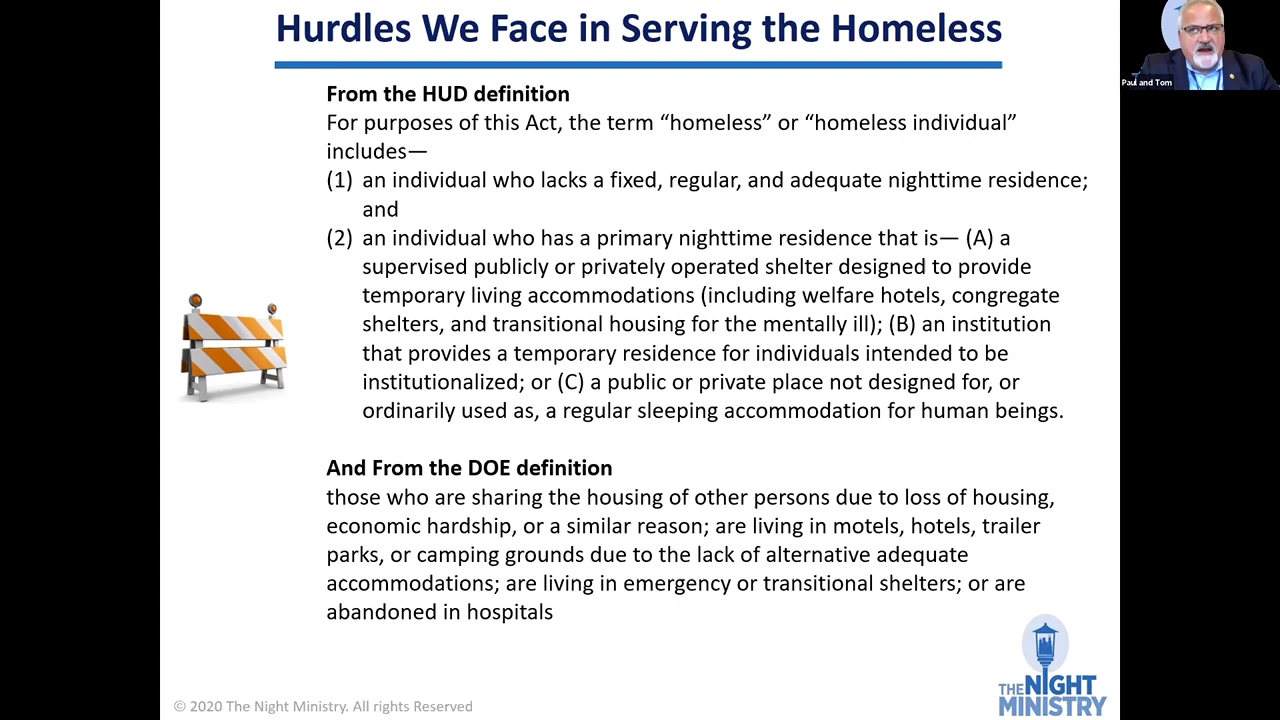 Hurdles We Face in Serving the Homeless
Paul and Tom
From the HUD definition
For purposes of this Act, the term “homeless” or “homeless individual”
includes—
(1) an individual who lacks a fixed, regular, and adequate nighttime residence;
and
(2) an individual who has a primary nighttime residence that is— (A) a
supervised publicly or privately operated shelter designed to provide
temporary living accommodations (including welfare hotels, congregate
shelters, and transitional housing for the mentally ill); (B) an institution
that provides a temporary residence for individuals intended to be
institutionalized; or (C) a public or private place not designed for, or
ordinarily used as, a regular sleeping accommodation for human beings.
And From the DOE definition
those who are sharing the housing of other persons due to loss of housing,
economic hardship, or a similar reason; are living in motels, hotels, trailer
parks, or camping grounds due to the lack of alternative adequate
accommodations; are living in emergency or transitional shelters; or are
abandoned in hospitals
THE NIGHT
MINISTRY
© 2020 The Night Ministry. All rights Reserved